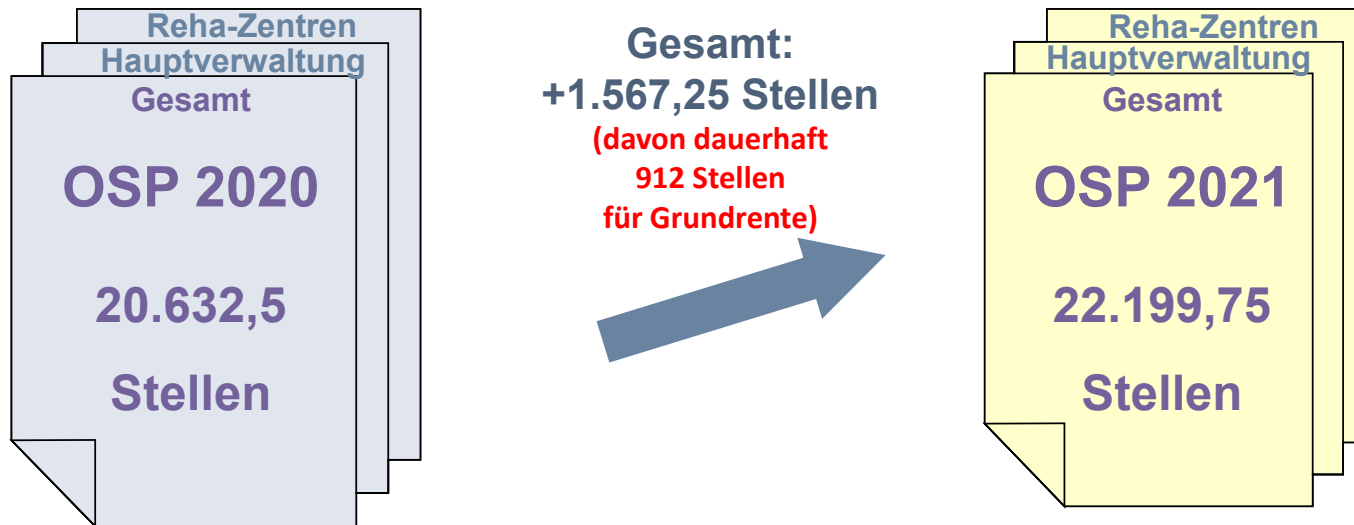 Reha-Zentren
Hauptverwaltung
Gesamt
OSP 2020
20.632,5
Stellen
Gesamt:
+1.567,25 Stellen
(davon dauerhaft
912 Stellen
für Grundrente)
Reha-Zentren
Hauptverwaltung
Gesamt
OSP 2021
22.199,75
Stellen